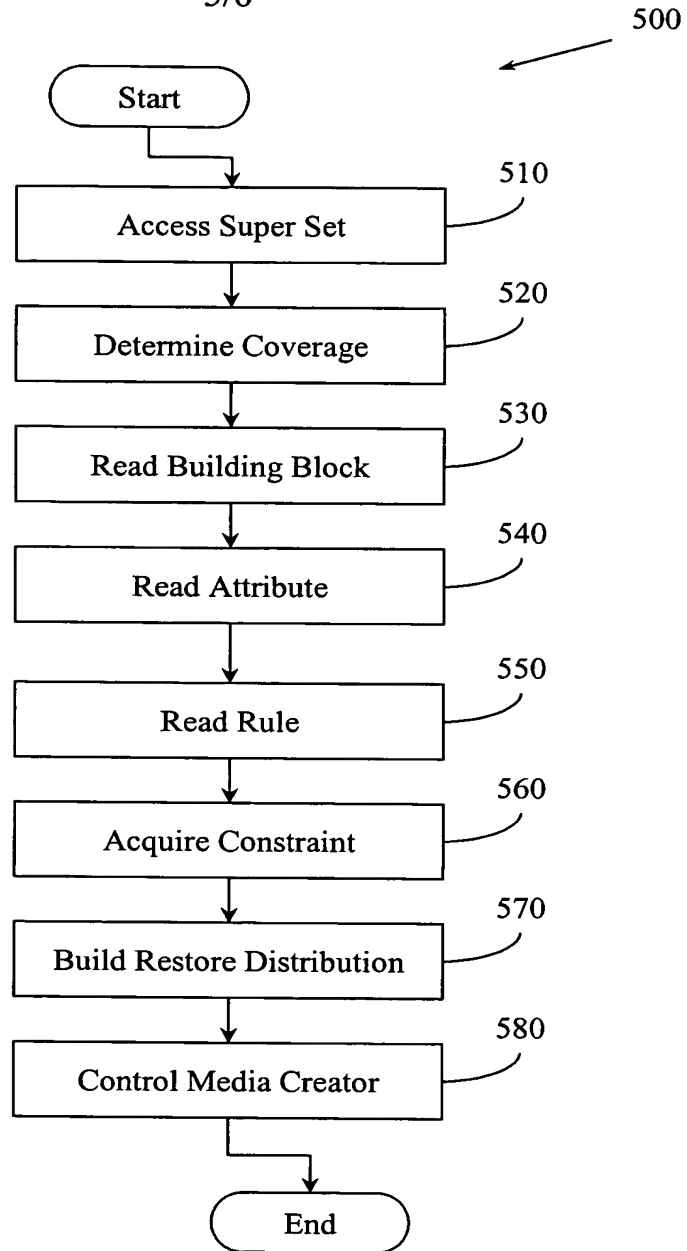 500
Start
510
Access Super Set
520
Determine Coverage
530
Read Building Block
540
Read Attribute
550
Read Rule
560
Acquire Constraint
570
Build Restore Distribution
580
Control Media Creator
End